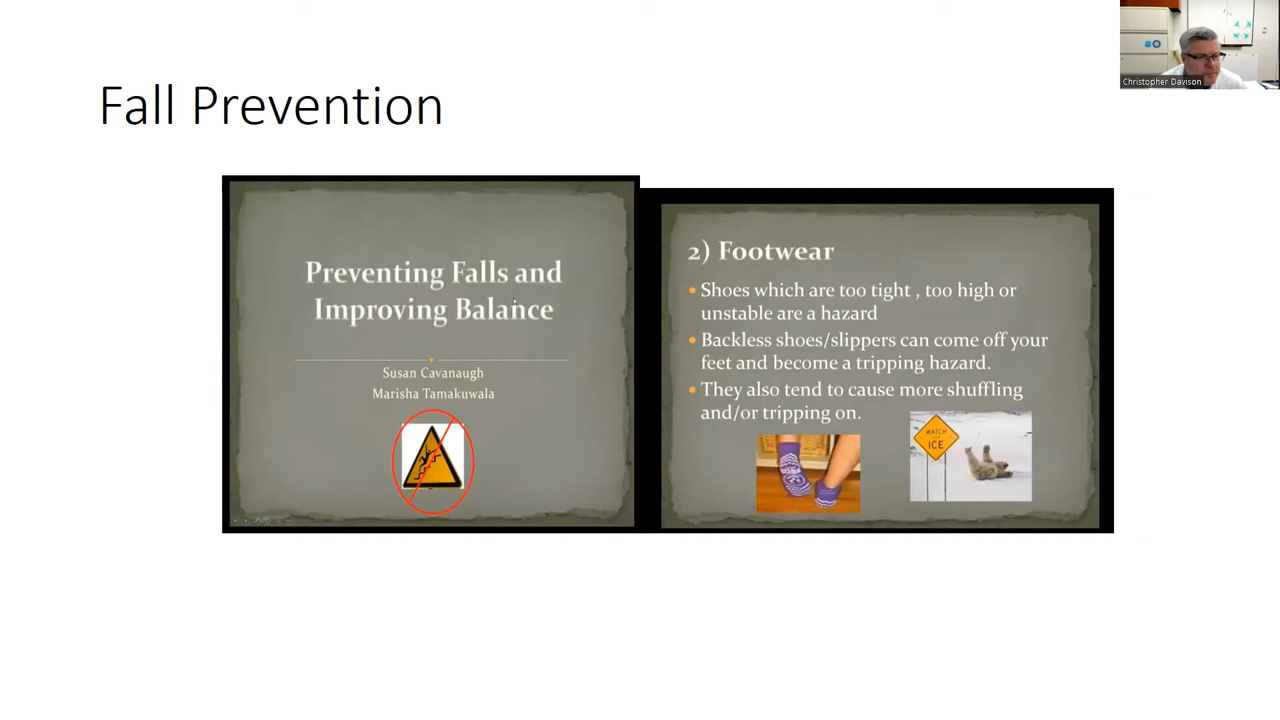 Christopher Davison
Fall Prevention
Preventing Falls and
Improving Balance
Susan Cavanaugh
Marisha Tamakuwala
2) Footwear
• Shoes which are too tight , too high or
unstable are a hazard
• Backless shoes/slippers can come off your
feet and become a tripping hazard.
• They also tend to cause more shuffling
and/or tripping on.
WATCH
ICE